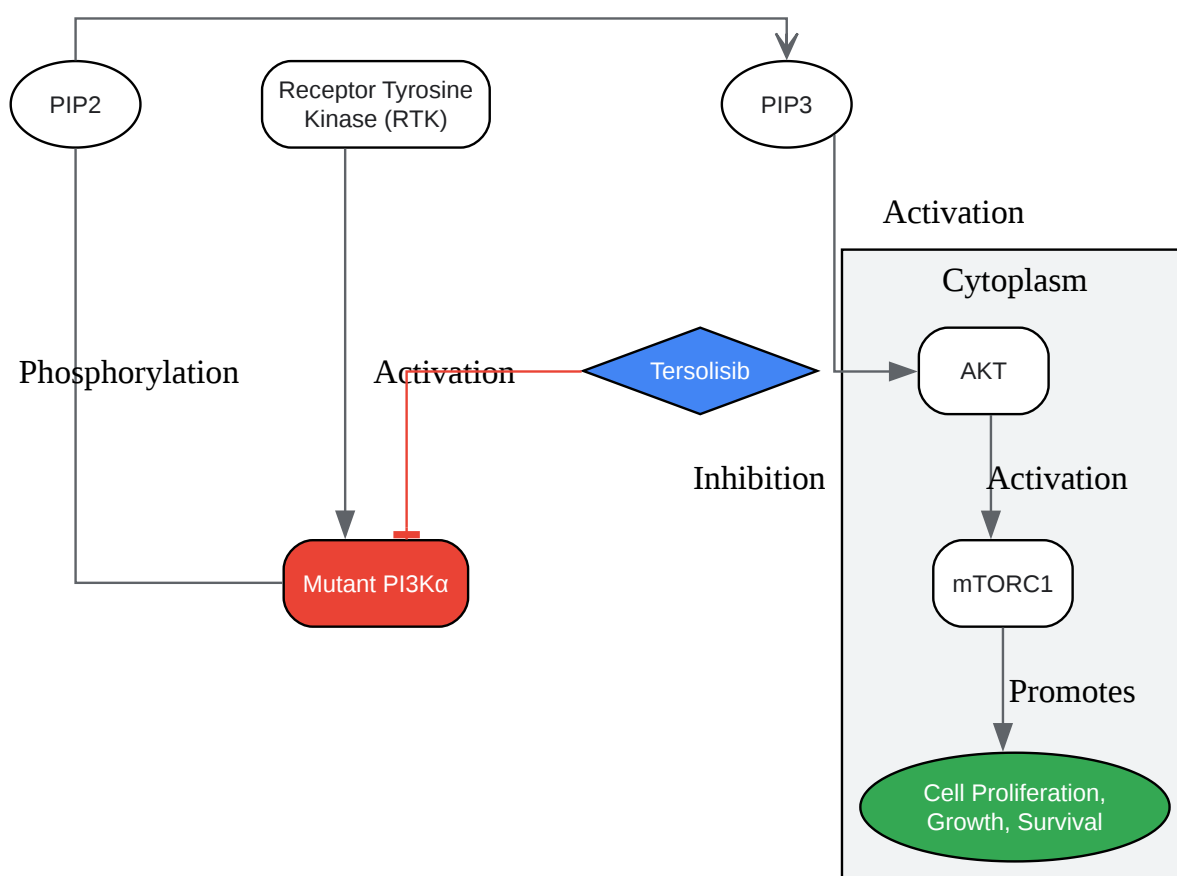 PIP2
Receptor Tyrosine
Kinase (RTK)
PIP3
Activation
Cytoplasm
Phosphorylation
Activation
Tersolisib
AKT
Inhibition
Activation
Mutant PI3Kα
mTORC1
Promotes
Cell Proliferation,
Growth, Survival